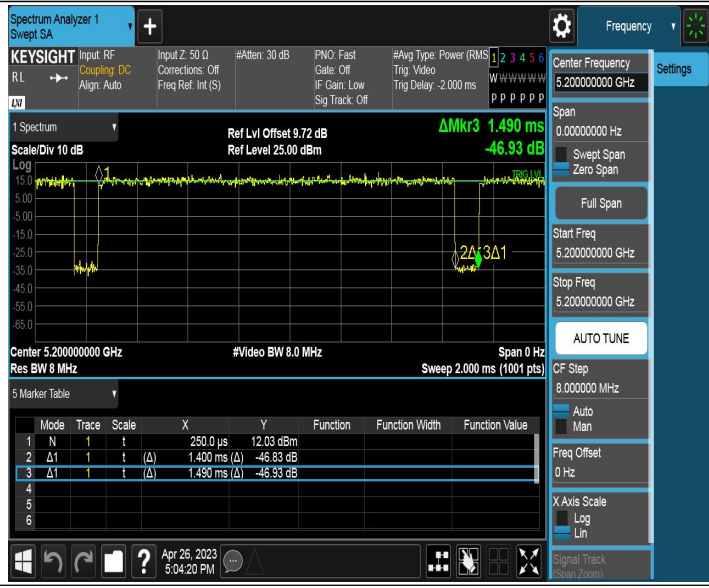 Spectrum Analyzer 1
Swept SA
+
Frequency
KEYSIGHT
RL
LXI
Input: RF
Coupling: DC
Align: Auto
Input Z: 50 Ω
Corrections: Off
Freq Ref: Int (S)
#Atten: 30 dB
PNO: Fast
Gate: Off
IF Gain: Low
Sig Track: Off
#Avg Type: Power (RMS
Trig: Video
Trig Delay: -2.000 ms
1 2 3 4 5 6
W W W W W W
P P P P P P
Center Frequency
5.200000000 GHz
Settings
Span
0.00000000 Hz
Swept Span
Zero Span
Full Span
Start Freq
5.200000000 GHz
Stop Freq
5.200000000 GHz
AUTO TUNE
CF Step
8.000000 MHz
Auto
Man
Freq Offset
0 Hz
X Axis Scale
Log
Lin
Signal Track
(Span Zoom)
1 Spectrum
Scale/Div 10 dB
Ref Lvl Offset 9.72 dB
Ref Level 25.00 dBm
ΔMkr3 1.490 ms
-46.93 dB
Log
TRIG LVL
15.0
5.00
-5.00
-15.0
-25.0
-35.0
-45.0
-55.0
-65.0
1
2Δ1
3Δ1
Center 5.200000000 GHz
#Video BW 8.0 MHz
Span 0 Hz
Res BW 8 MHz
Sweep 2.000 ms (1001 pts)
5 Marker Table
Mode Trace Scale X Y Function Function Width Function Value
1 N 1 t 250.0 µs 12.03 dBm
2 Δ1 1 t (Δ) 1.400 ms (Δ) -46.83 dB
3 Δ1 1 t (Δ) 1.490 ms (Δ) -46.93 dB
4
5
6
?
Apr 26, 2023
5:04:20 PM